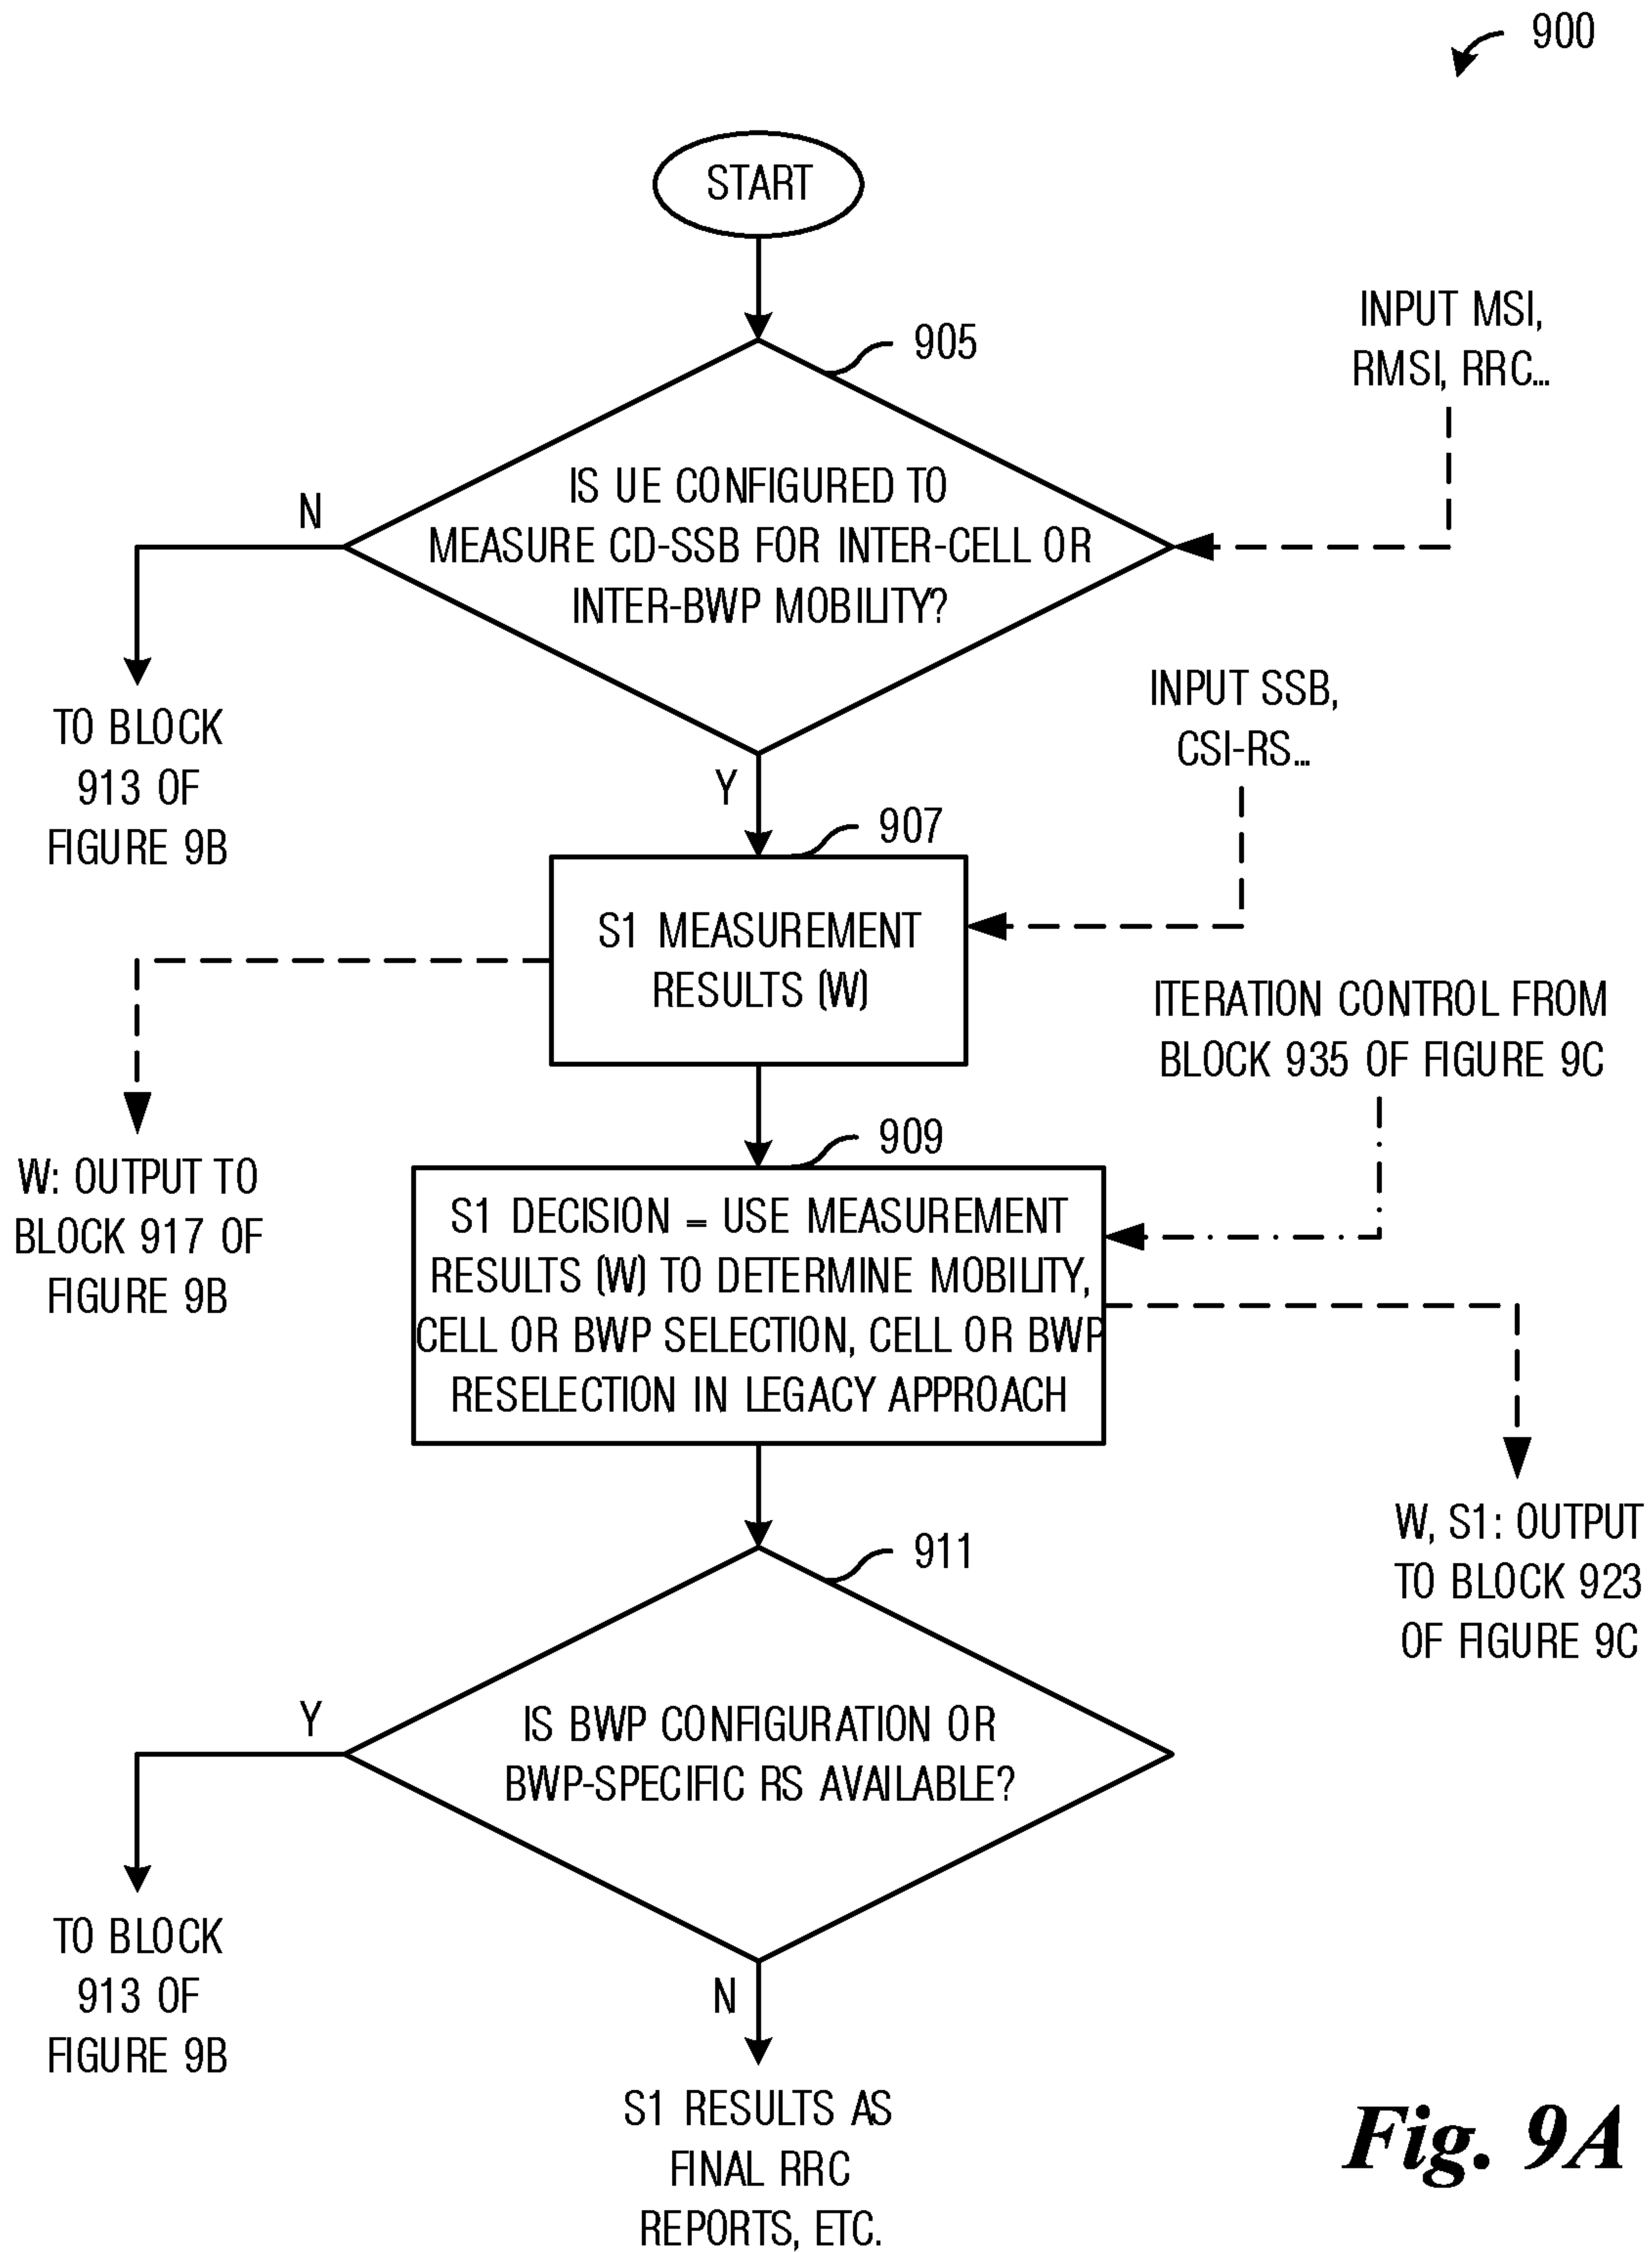 900
START
905
INPUT MSI,
RMSI, RRC...
IS UE CONFIGURED TO
MEASURE CD-SSB FOR INTER-CELL OR
INTER-BWP MOBILITY?
N
TO BLOCK
913 OF
FIGURE 9B
Y
INPUT SSB,
CSI-RS...
907
S1 MEASUREMENT
RESULTS (W)
W: OUTPUT TO
BLOCK 917 OF
FIGURE 9B
ITERATION CONTROL FROM
BLOCK 935 OF FIGURE 9C
909
S1 DECISION = USE MEASUREMENT
RESULTS (W) TO DETERMINE MOBILITY,
CELL OR BWP SELECTION, CELL OR BWP
RESELECTION IN LEGACY APPROACH
W, S1: OUTPUT
TO BLOCK 923
OF FIGURE 9C
911
IS BWP CONFIGURATION OR
BWP-SPECIFIC RS AVAILABLE?
Y
TO BLOCK
913 OF
FIGURE 9B
N
S1 RESULTS AS
FINAL RRC
REPORTS, ETC.
Fig. 9A